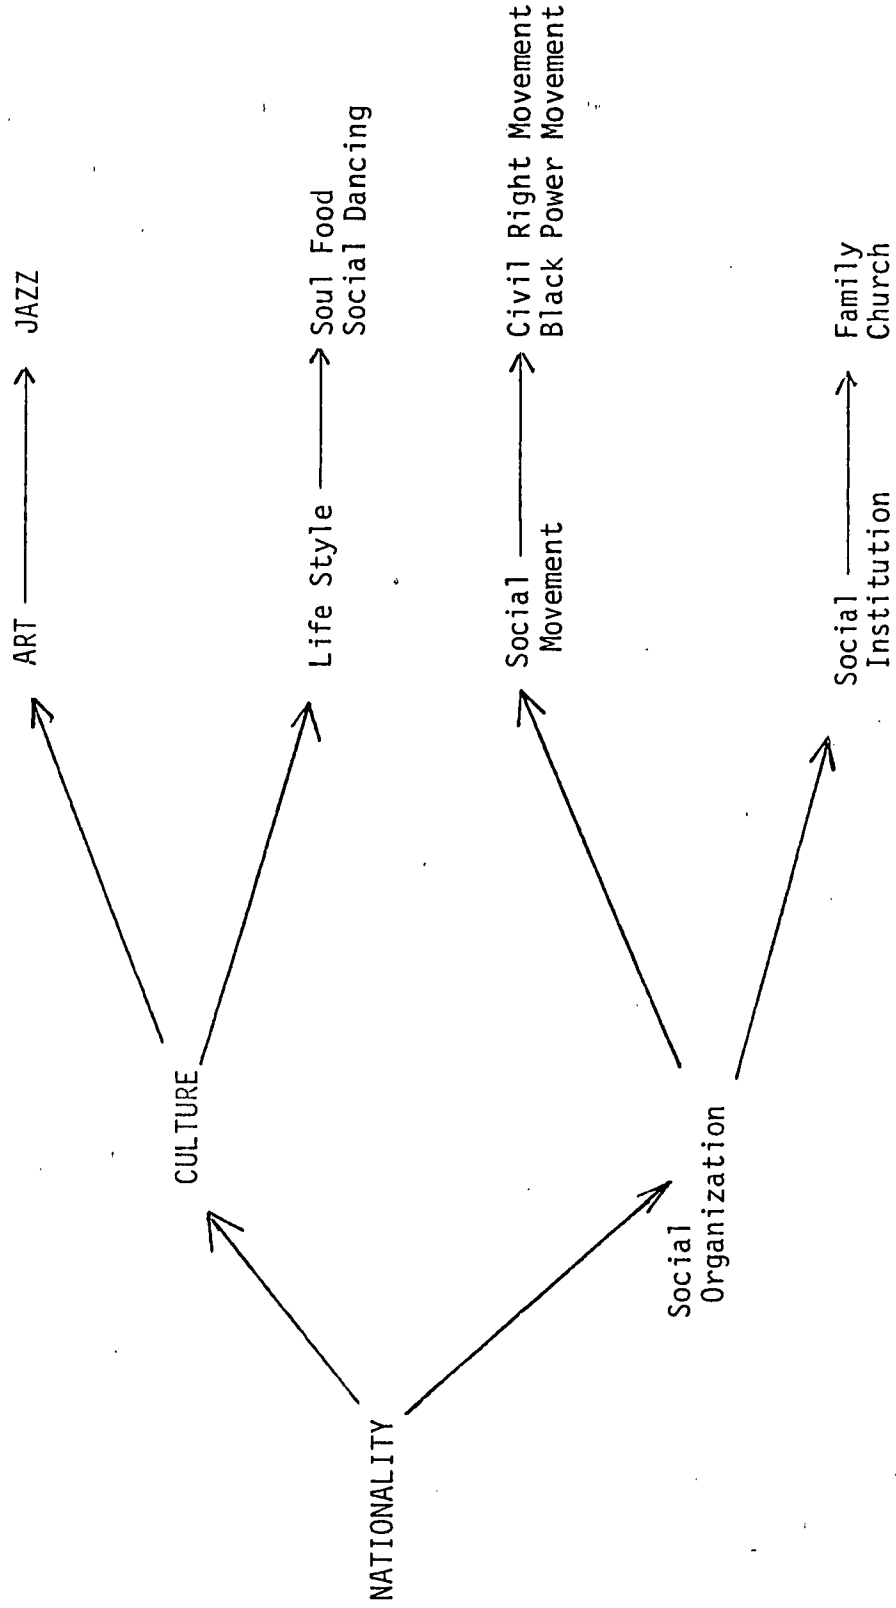 NATIONALITY
CULTURE
Social
Organization
ART
JAZZ
Life Style
Soul Food
Social Dancing
Social
Movement
Civil Right Movement
Black Power Movement
Social
Institution
Family
Church